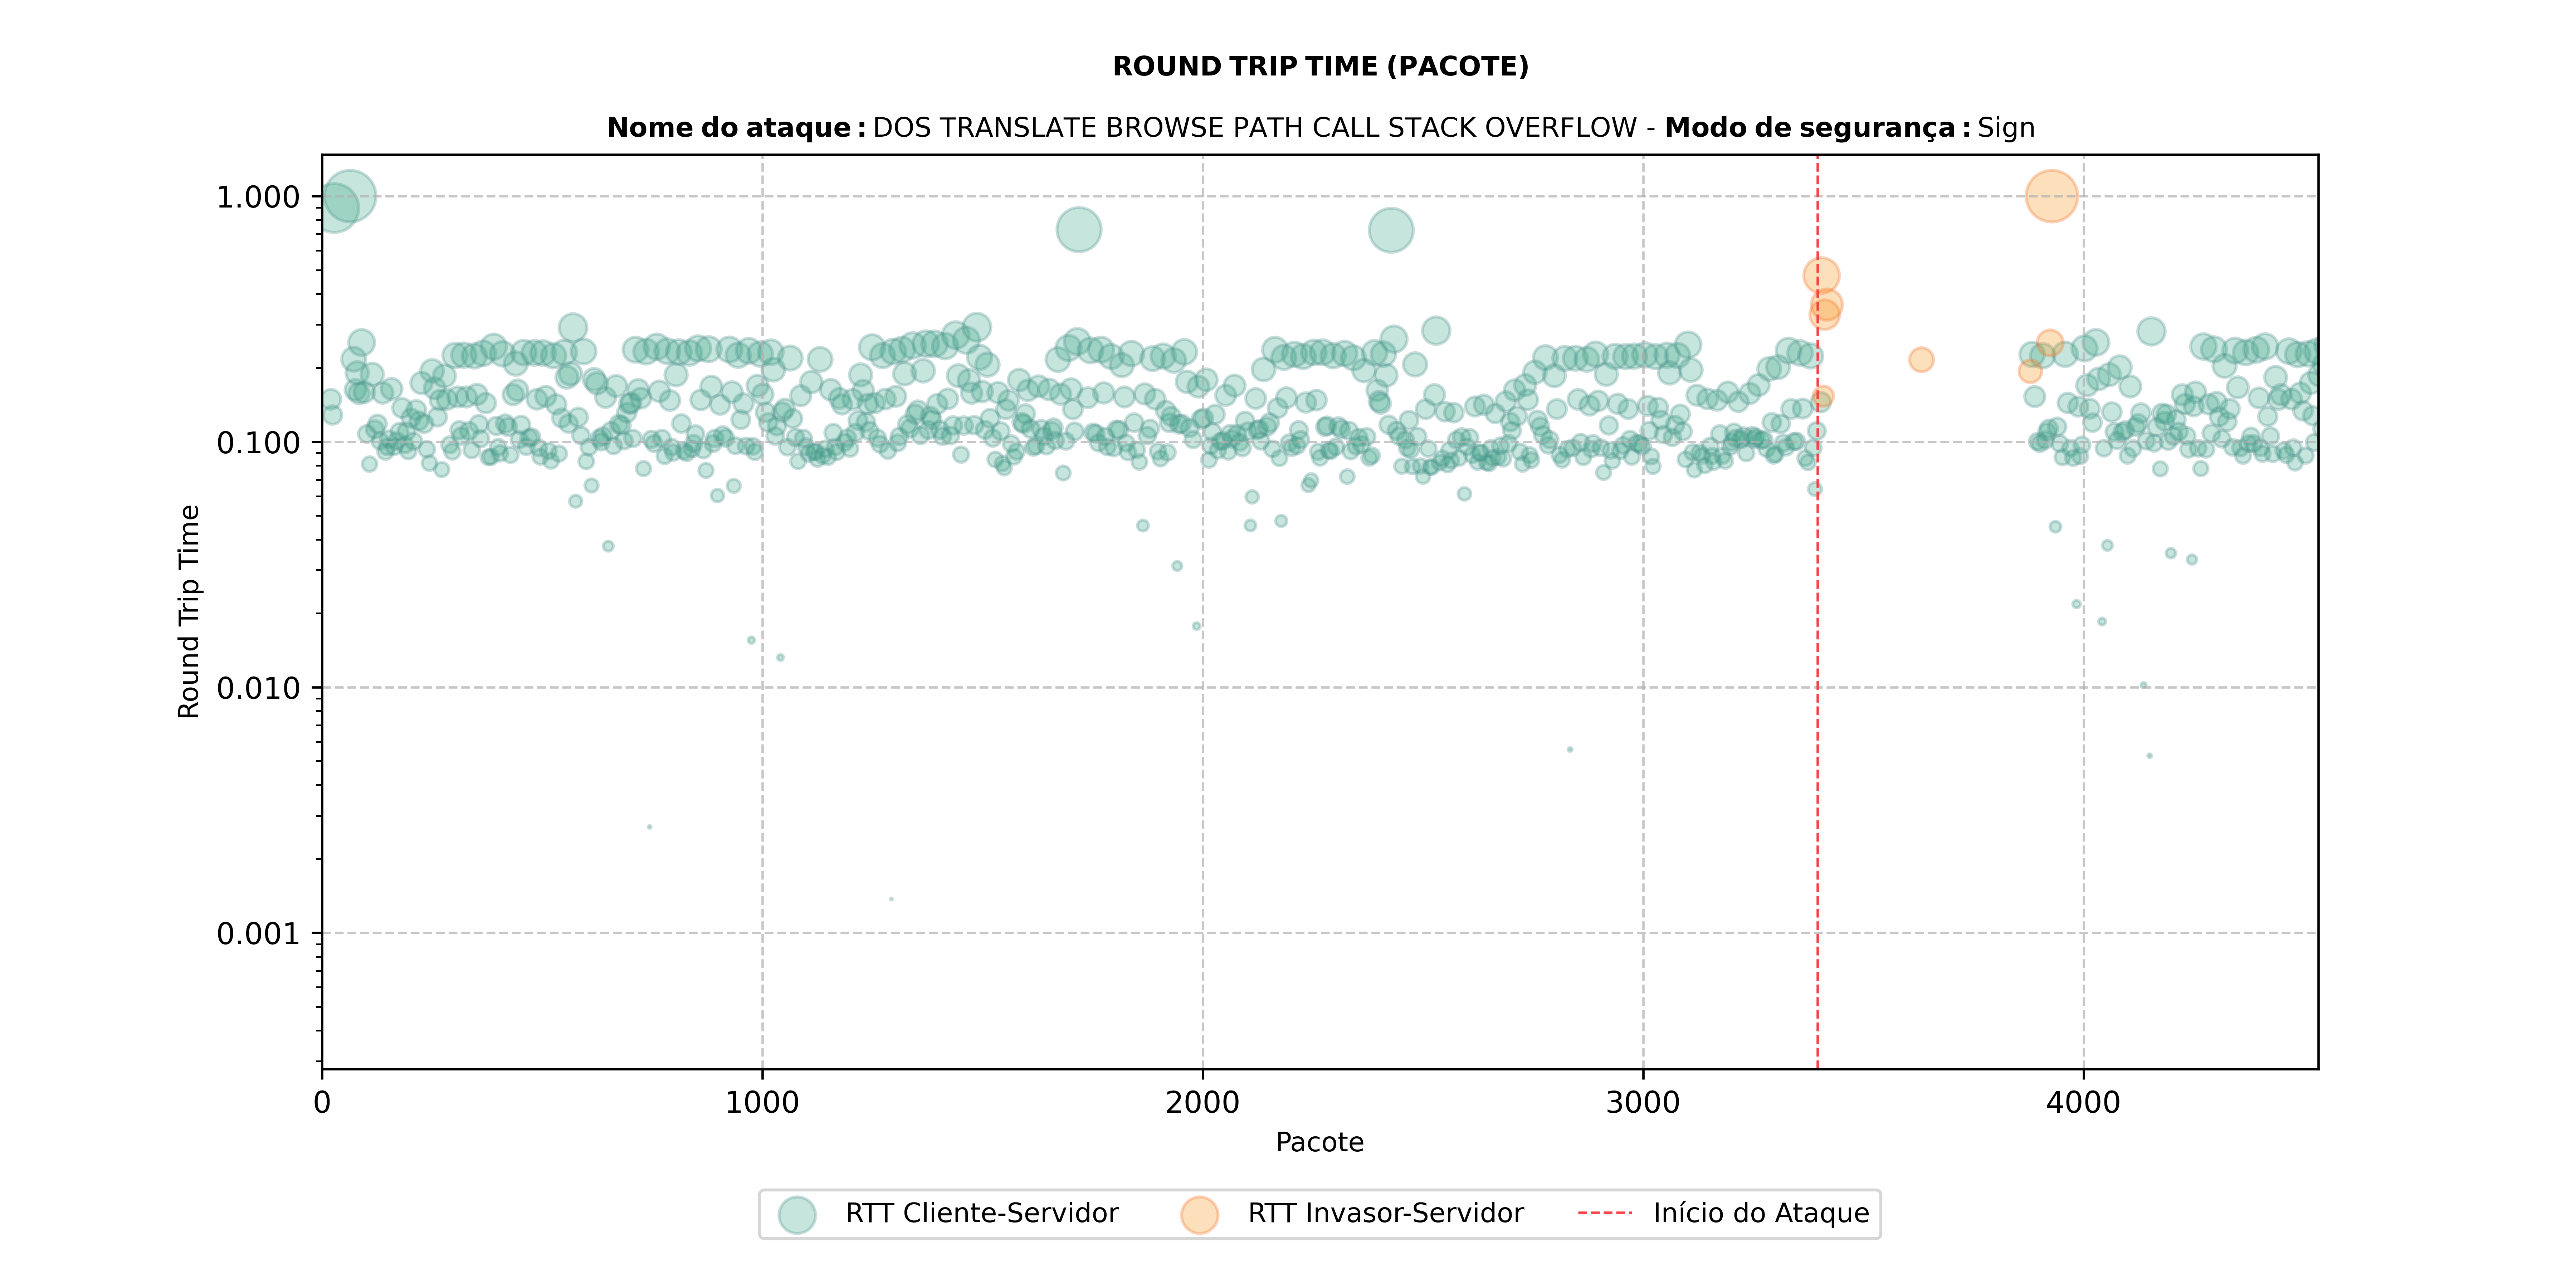 ROUND TRIP TIME (PACOTE)
Nome do ataque: DOS TRANSLATE BROWSE PATH CALL STACK OVERFLOW - Modo de segurança: Sign
1.000
0.100
0.010
0.001
Round Trip Time
0 1000 2000 3000 4000
Pacote
RTT Cliente-Servidor RTT Invasor-Servidor Início do Ataque